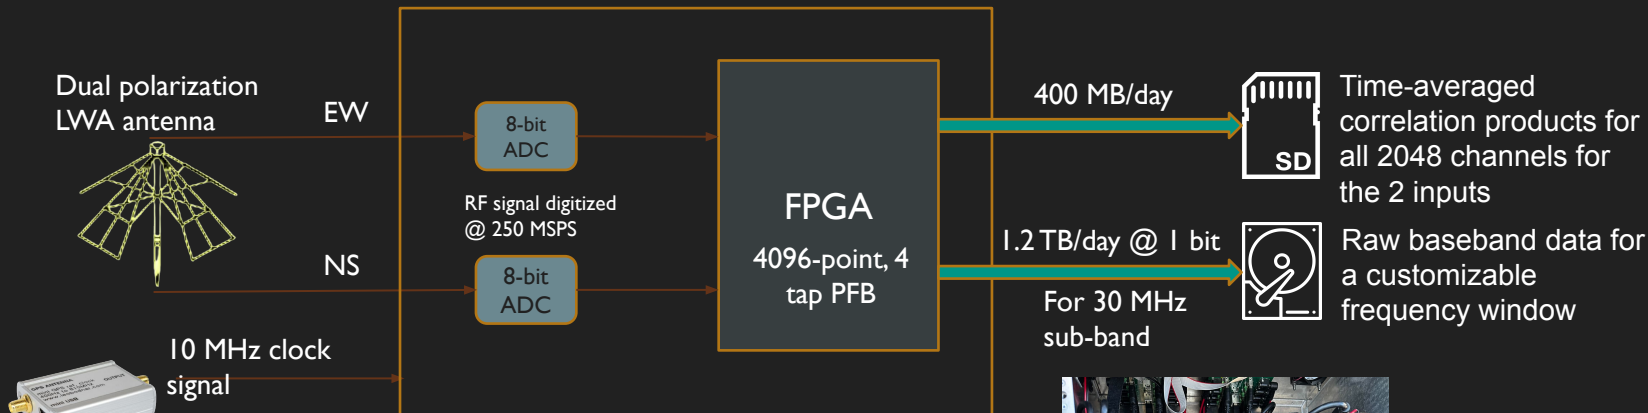 Dual polarization
LWA antenna
EW
NS
10 MHz clock
signal
8-bit
ADC
RF signal digitized
@ 250 MSPS
8-bit
ADC
FPGA
4096-point, 4
tap PFB
400 MB/day
1.2 TB/day @ 1 bit
For 30 MHz
sub-band
SD
Time-averaged
correlation products for
all 2048 channels for
the 2 inputs
Raw baseband data for
a customizable
frequency window
GPS ANTENNA
OUTPUT